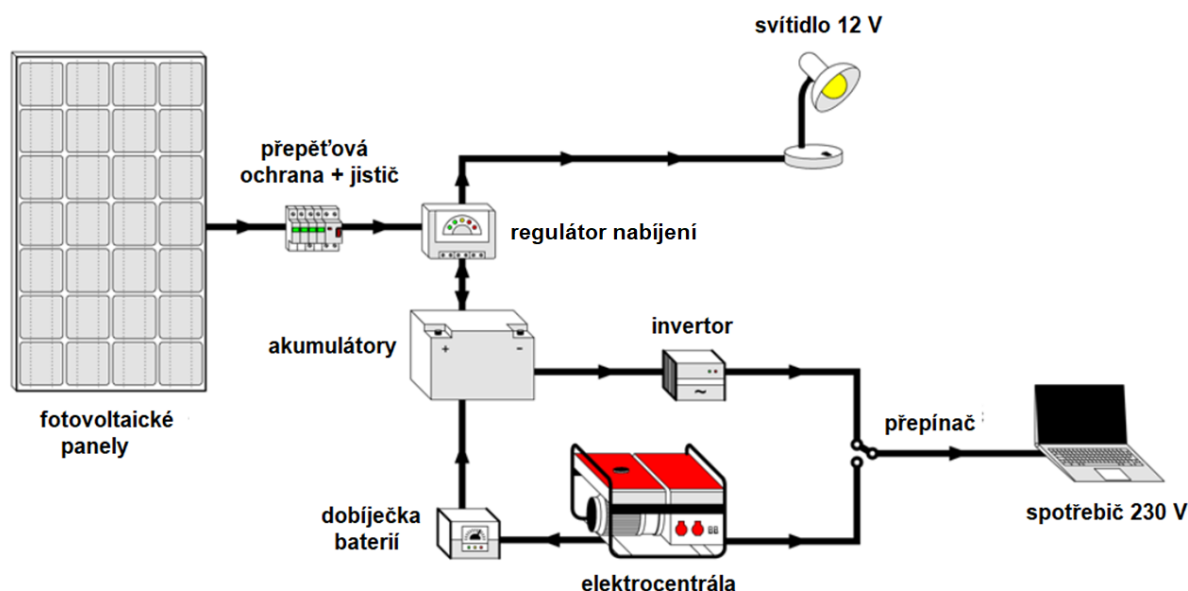 svítidlo 12 V
přepěťová
ochrana + jistič
regulátor nabíjení
akumulátory
+ -
invertor
fotovoltaické
panely
přepínač
dobíječka
baterií
spotřebič 230 V
elektrocentrála